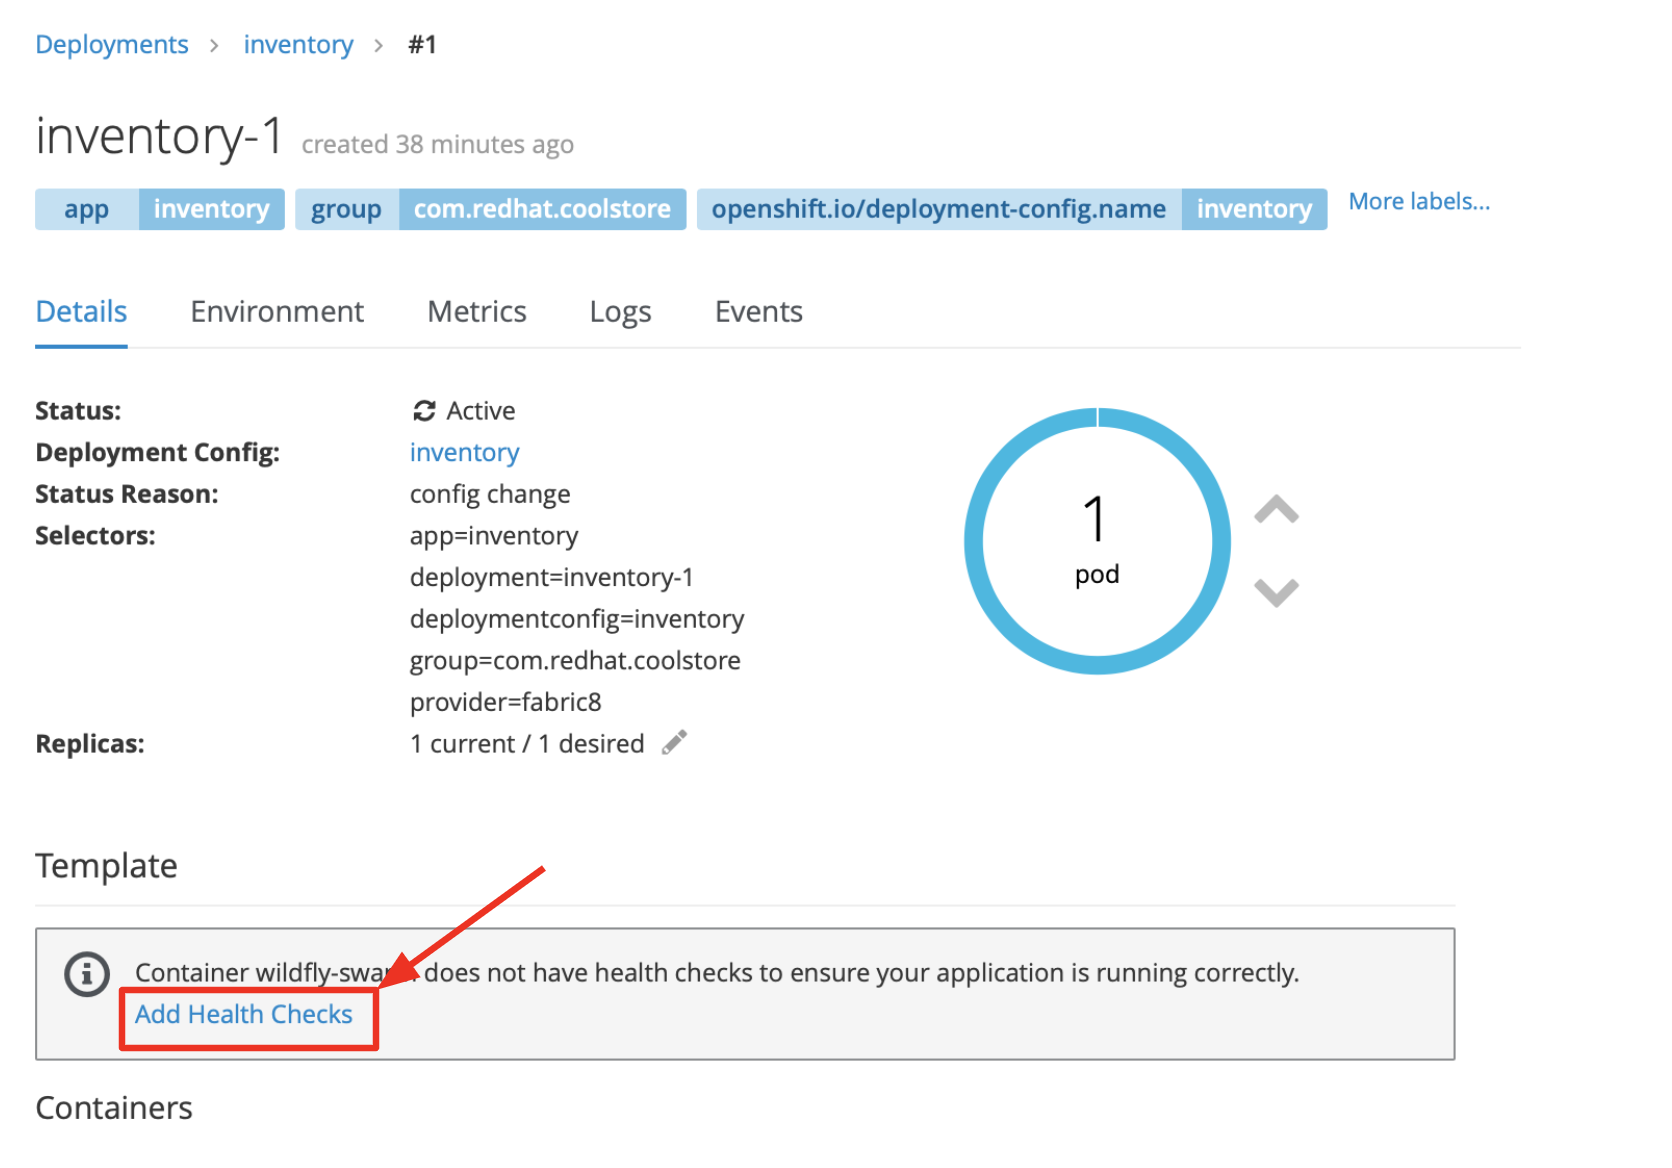 Deployments > inventory > #1
inventory-1 created 38 minutes ago
app inventory group com.redhat.coolstore openshift.io/deployment-config.name inventory More labels...
Details Environment Metrics Logs Events
Status: Active
Deployment Config: inventory
Status Reason: config change
Selectors: app=inventory
deployment=inventory-1
deploymentconfig=inventory
group=com.redhat.coolstore
provider=fabric8
Replicas: 1 current / 1 desired
1
pod
Template
Container does not have health checks to ensure your application is running correctly.
Add Health Checks
Containers